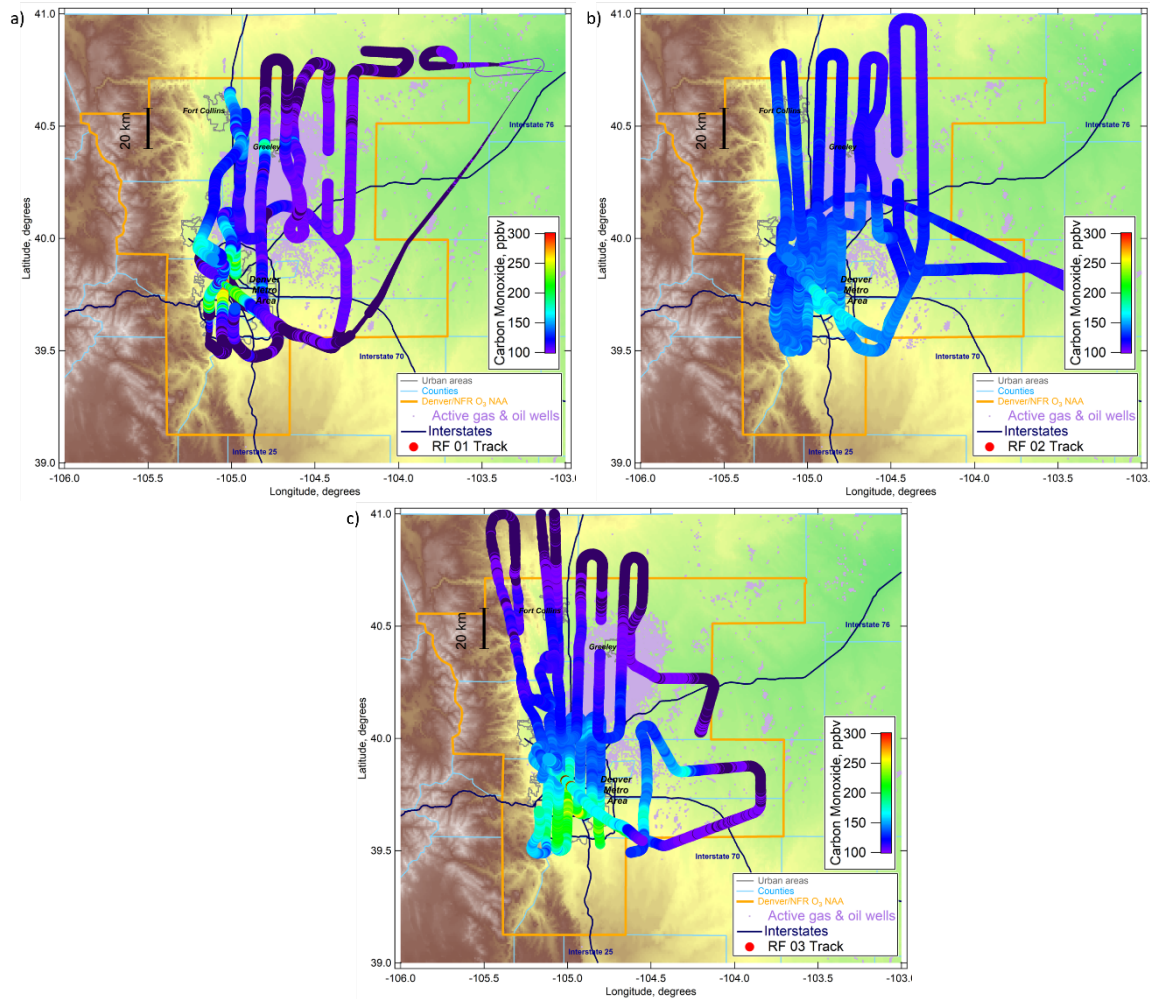 a)
41.0
40.5
40.0
39.5
39.0
Latitude, degrees
20 km
Fort Collins
Greeley
Denver
Metro
Area
Interstate 76
Interstate 70
Interstate 25
300
250
200
150
100
Carbon Monoxide, ppbv
Urban areas
Counties
Denver/NFR O3 NAA
Active gas & oil wells
Interstates
RF 01 Track
-106.0
-105.5
-105.0
-104.5
-104.0
-103.5
-103.
Longitude, degrees
b)
41.0
40.5
40.0
39.5
39.0
Latitude, degrees
20 km
Fort Collins
Greeley
Denver
Metro
Area
Interstate 76
Interstate 70
Interstate 25
300
250
200
150
100
Carbon Monoxide, ppbv
Urban areas
Counties
Denver/NFR O3 NAA
Active gas & oil wells
Interstates
RF 02 Track
-106.0
-105.5
-105.0
-104.5
-104.0
-103.5
-103.
Longitude, degrees
c)
41.0
40.5
40.0
39.5
39.0
Latitude, degrees
20 km
Fort Collins
Greeley
Denver
Metro
Area
Interstate 76
Interstate 70
Interstate 25
300
250
200
150
100
Carbon Monoxide, ppbv
Urban areas
Counties
Denver/NFR O3 NAA
Active gas & oil wells
Interstates
RF 03 Track
-106.0
-105.5
-105.0
-104.5
-104.0
-103.5
-103.
Longitude, degrees